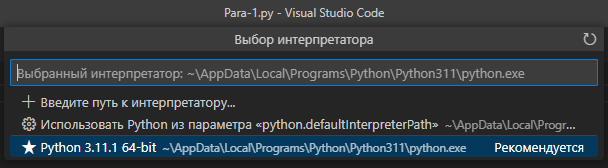 Para-1.py - Visual Studio Code
Выбор интерпретатора
Выбранный интерпретатор: ~\AppData\Local\Programs\Python\Python311\python.exe
Введите путь к интерпретатору...
Использовать Python из параметра «python.defaultInterpreterPath» ~\AppData\Local\Progr...
Python 3.11.1 64-bit ~\AppData\Local\Programs\Python\Python311\python.exe Рекомендуется